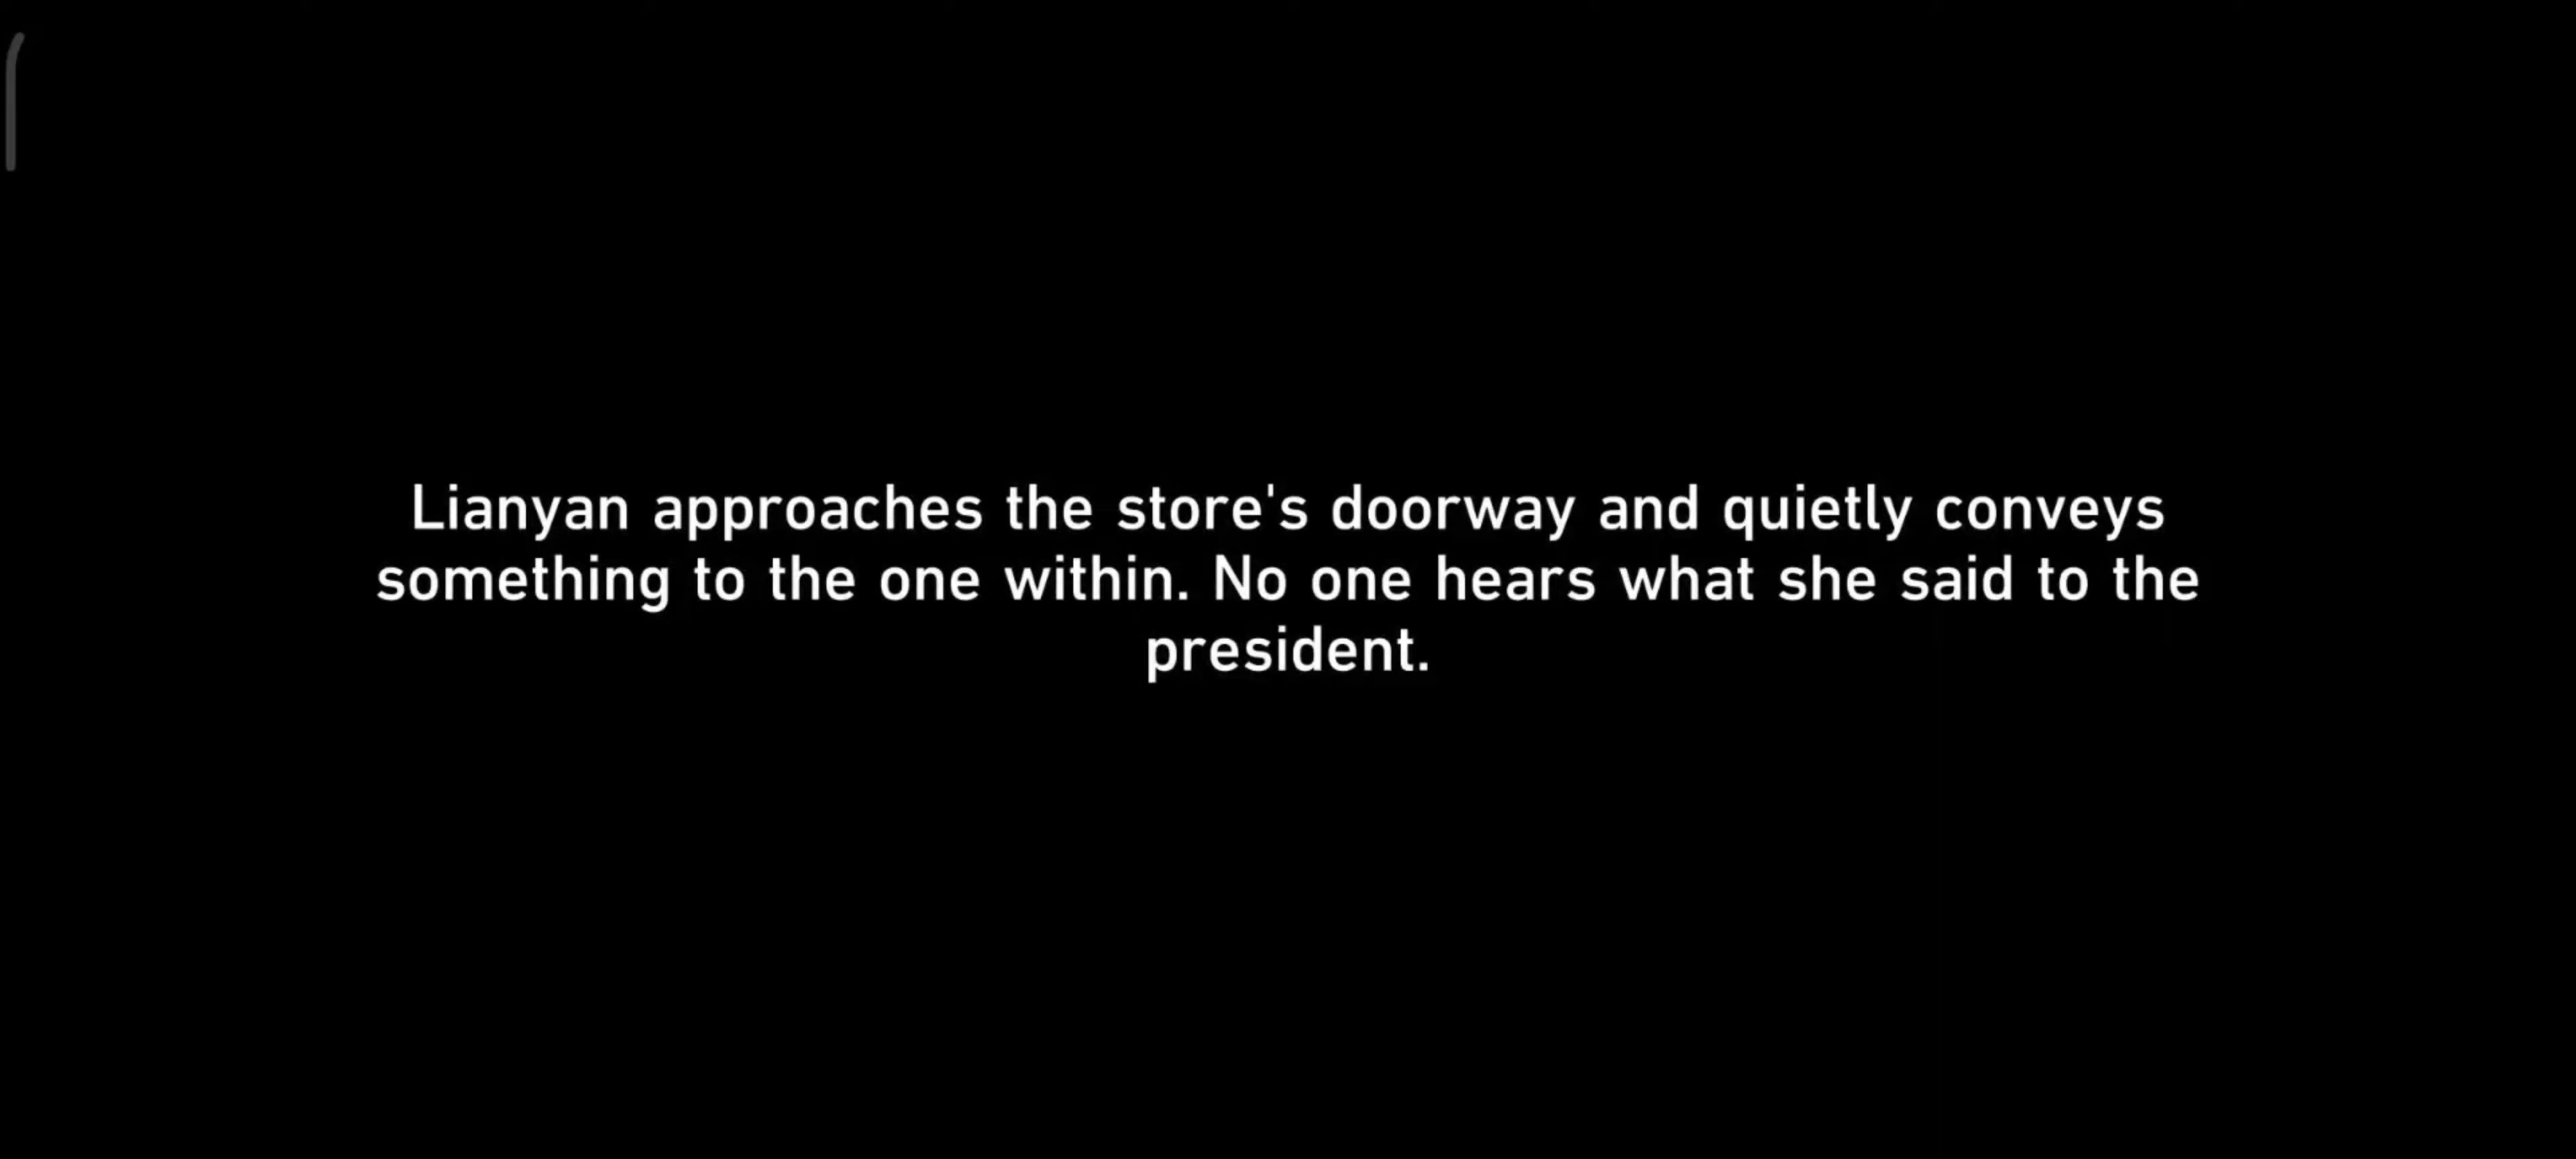 Lianyan approaches the store's doorway and quietly conveys
something to the one within. No one hears what she said to the
president.